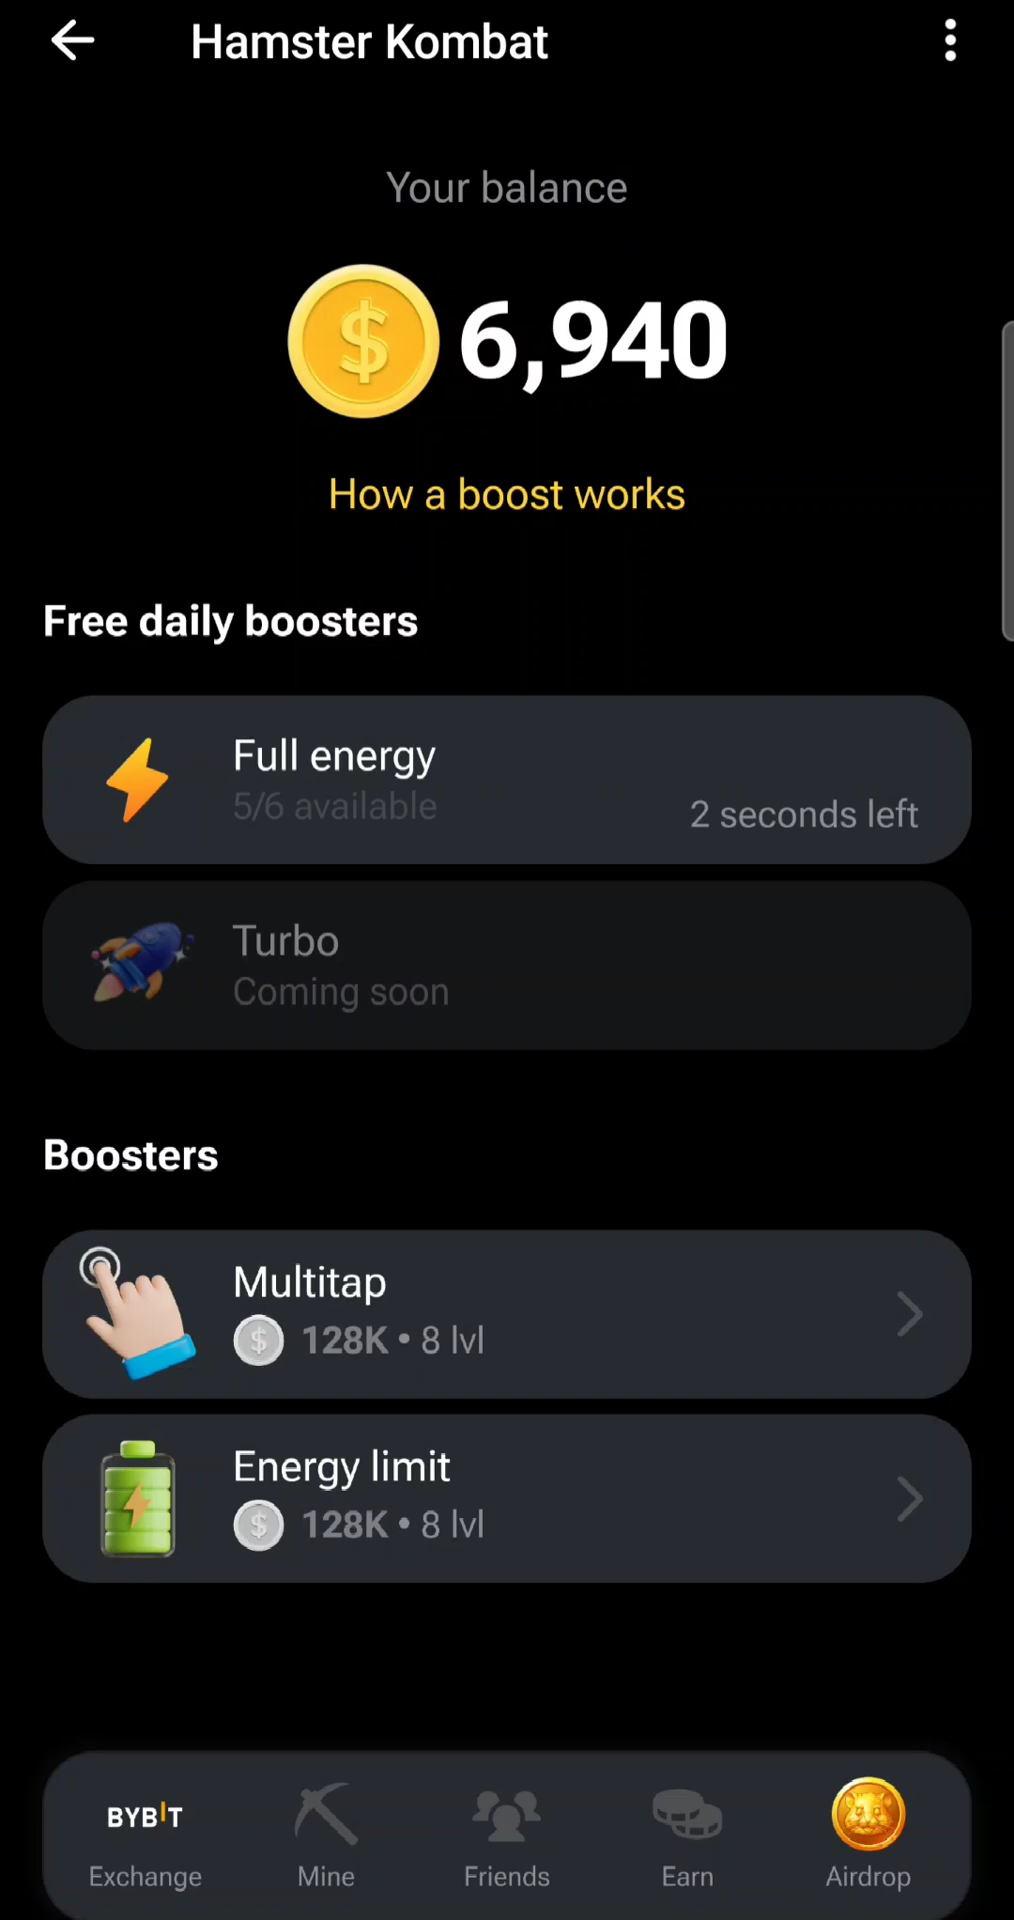 Hamster Kombat
Your balance
6,940
How a boost works
Free daily boosters
Full energy
5/6 available
2 seconds left
Turbo
Coming soon
Boosters
Multitap
128K • 8 lvl
Energy limit
128K • 8 lvl
BYBIT
Exchange
Mine
Friends
Earn
Airdrop